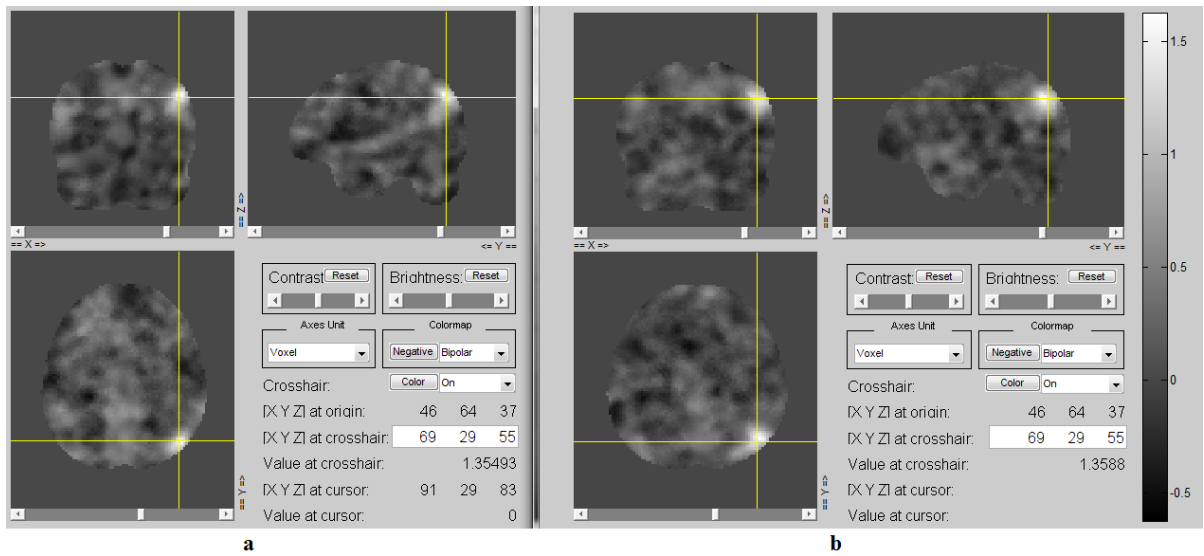 == Z =>
== X =>
<= Y ==
Contrast: Reset
Brightness: Reset
Axes Unit
Colormap
Voxel
Negative Bipolar
Crosshair: Color On
[X Y Z] at origin: 46 64 37
[X Y Z] at crosshair: 69 29 55
Value at crosshair: 1.35493
[X Y Z] at cursor: 91 29 83
Value at cursor: 0
== Y =>
a
== Z =>
== X =>
<= Y ==
Contrast: Reset
Brightness: Reset
Axes Unit
Colormap
Voxel
Negative Bipolar
Crosshair: Color On
[X Y Z] at origin: 46 64 37
[X Y Z] at crosshair: 69 29 55
Value at crosshair: 1.3588
[X Y Z] at cursor:
Value at cursor:
== Y =>
b
1.5
1
0.5
0
-0.5